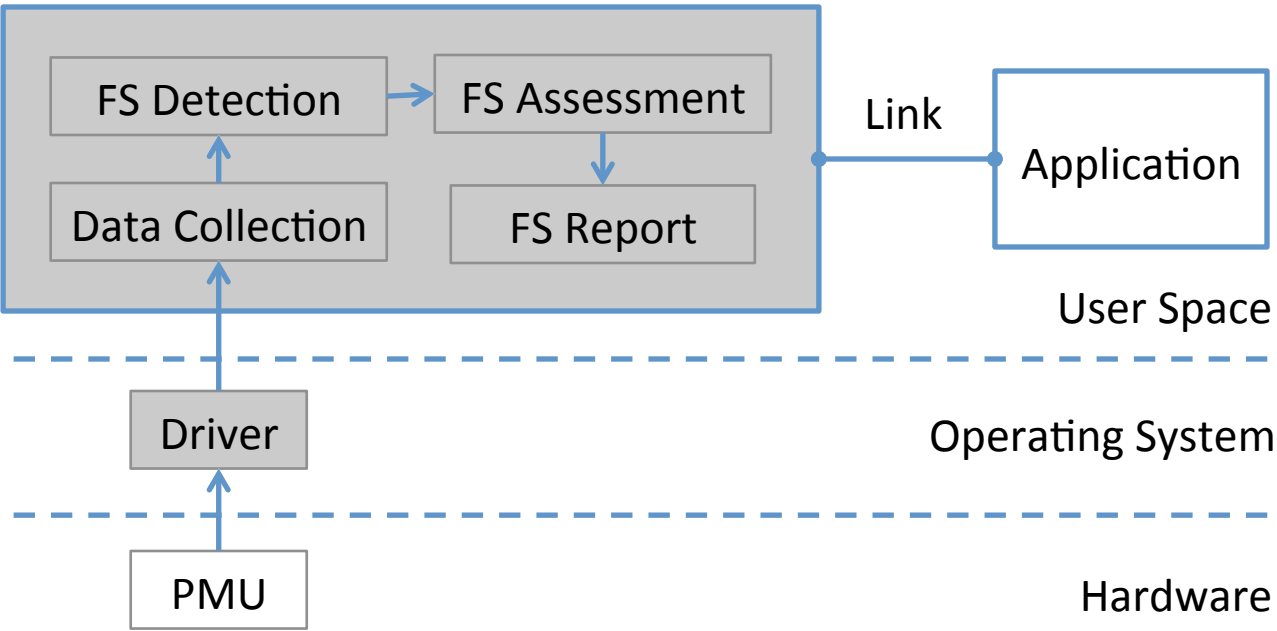 FS Detection
FS Assessment
Link
Application
Data Collection
FS Report
User Space
Driver
Operating System
PMU
Hardware